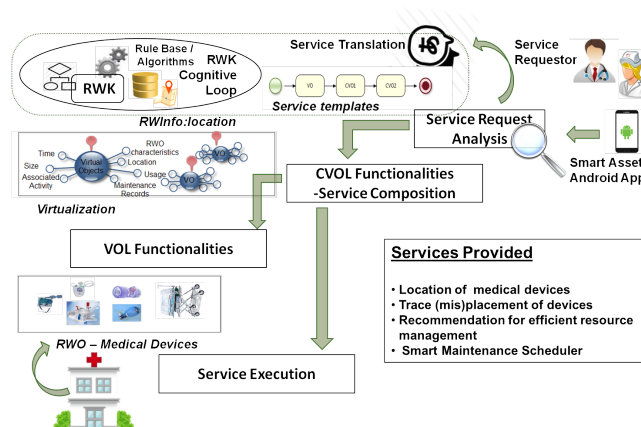 Rule Base /
Algorithms
RWK
Cognitive
Loop
RWK
Service Translation
VO
CVO1
CVO2
Service templates
Service
Requestor
RWInfo:location
Service Request
Analysis
Smart Asset
Android App
Time
Size
Associated
Activity
Virtual
Objects
RWO
characteristics
Location
Usage
Maintenance
Records
VO
VO
Virtualization
CVOL Functionalities
-Service Composition
VOL Functionalities
RWO – Medical Devices
Service Execution
Services Provided
• Location of medical devices
• Trace (mis)placement of devices
• Recommendation for efficient resource
management
• Smart Maintenance Scheduler